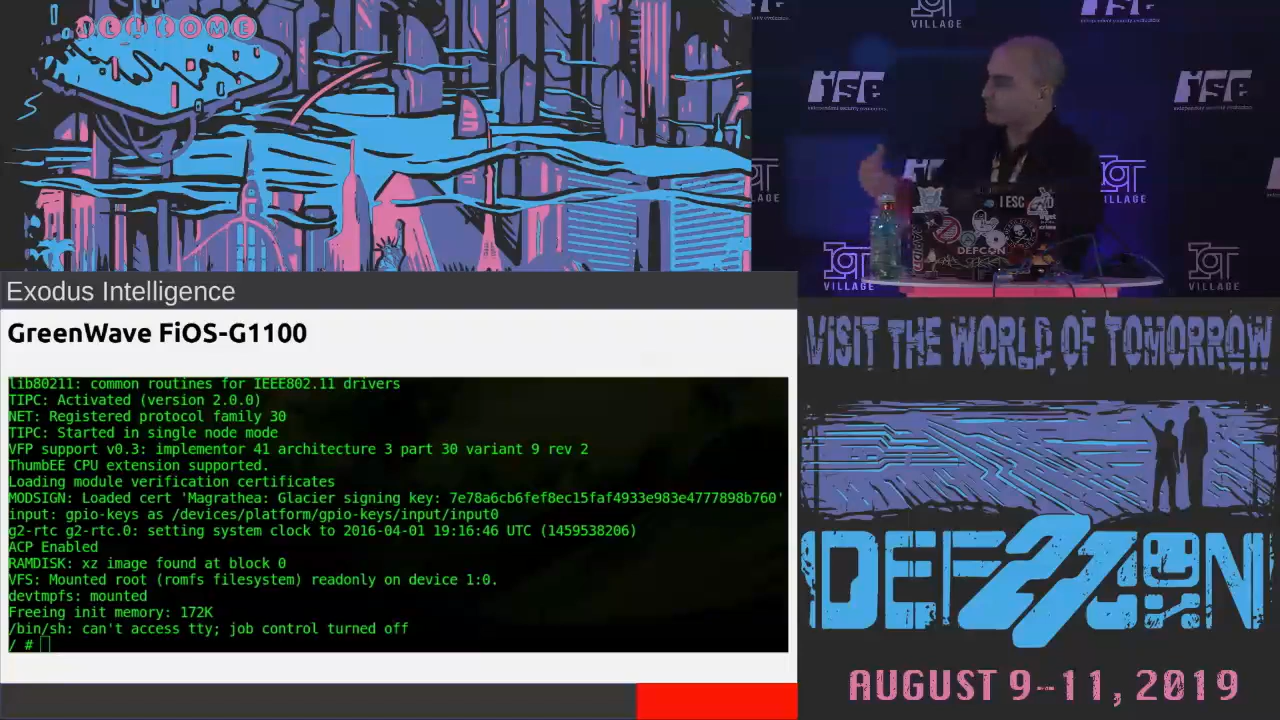 WELCOME
IOT
VILLAGE
ISE
independent security evaluators
ISE
IOT
VILLAGE
I ESC
DEFCON
IOT
VILLAGE
IOT
VILLAGE
Exodus Intelligence
GreenWave FiOS-G1100
lib80211: common routines for IEEE802.11 drivers
TIPC: Activated (version 2.0.0)
NET: Registered protocol family 30
TIPC: Started in single node mode
VFP support v0.3: implementor 41 architecture 3 part 30 variant 9 rev 2
ThumbEE CPU extension supported.
Loading module verification certificates
MODSIGN: Loaded cert 'Magrathea: Glacier signing key: 7e78a6cb6fef8ec15faf4933e983e4777898b760'
input: gpio-keys as /devices/platform/gpio-keys/input/input0
g2-rtc g2-rtc.0: setting system clock to 2016-04-01 19:16:46 UTC (1459538206)
ACP Enabled
RAMDISK: xz image found at block 0
VFS: Mounted root (romfs filesystem) readonly on device 1:0.
devtmpfs: mounted
Freeing init memory: 172K
/bin/sh: can't access tty; job control turned off
/ #
VISIT THE WORLD OF TOMORROW
DEF27CON
AUGUST 9-11, 2019